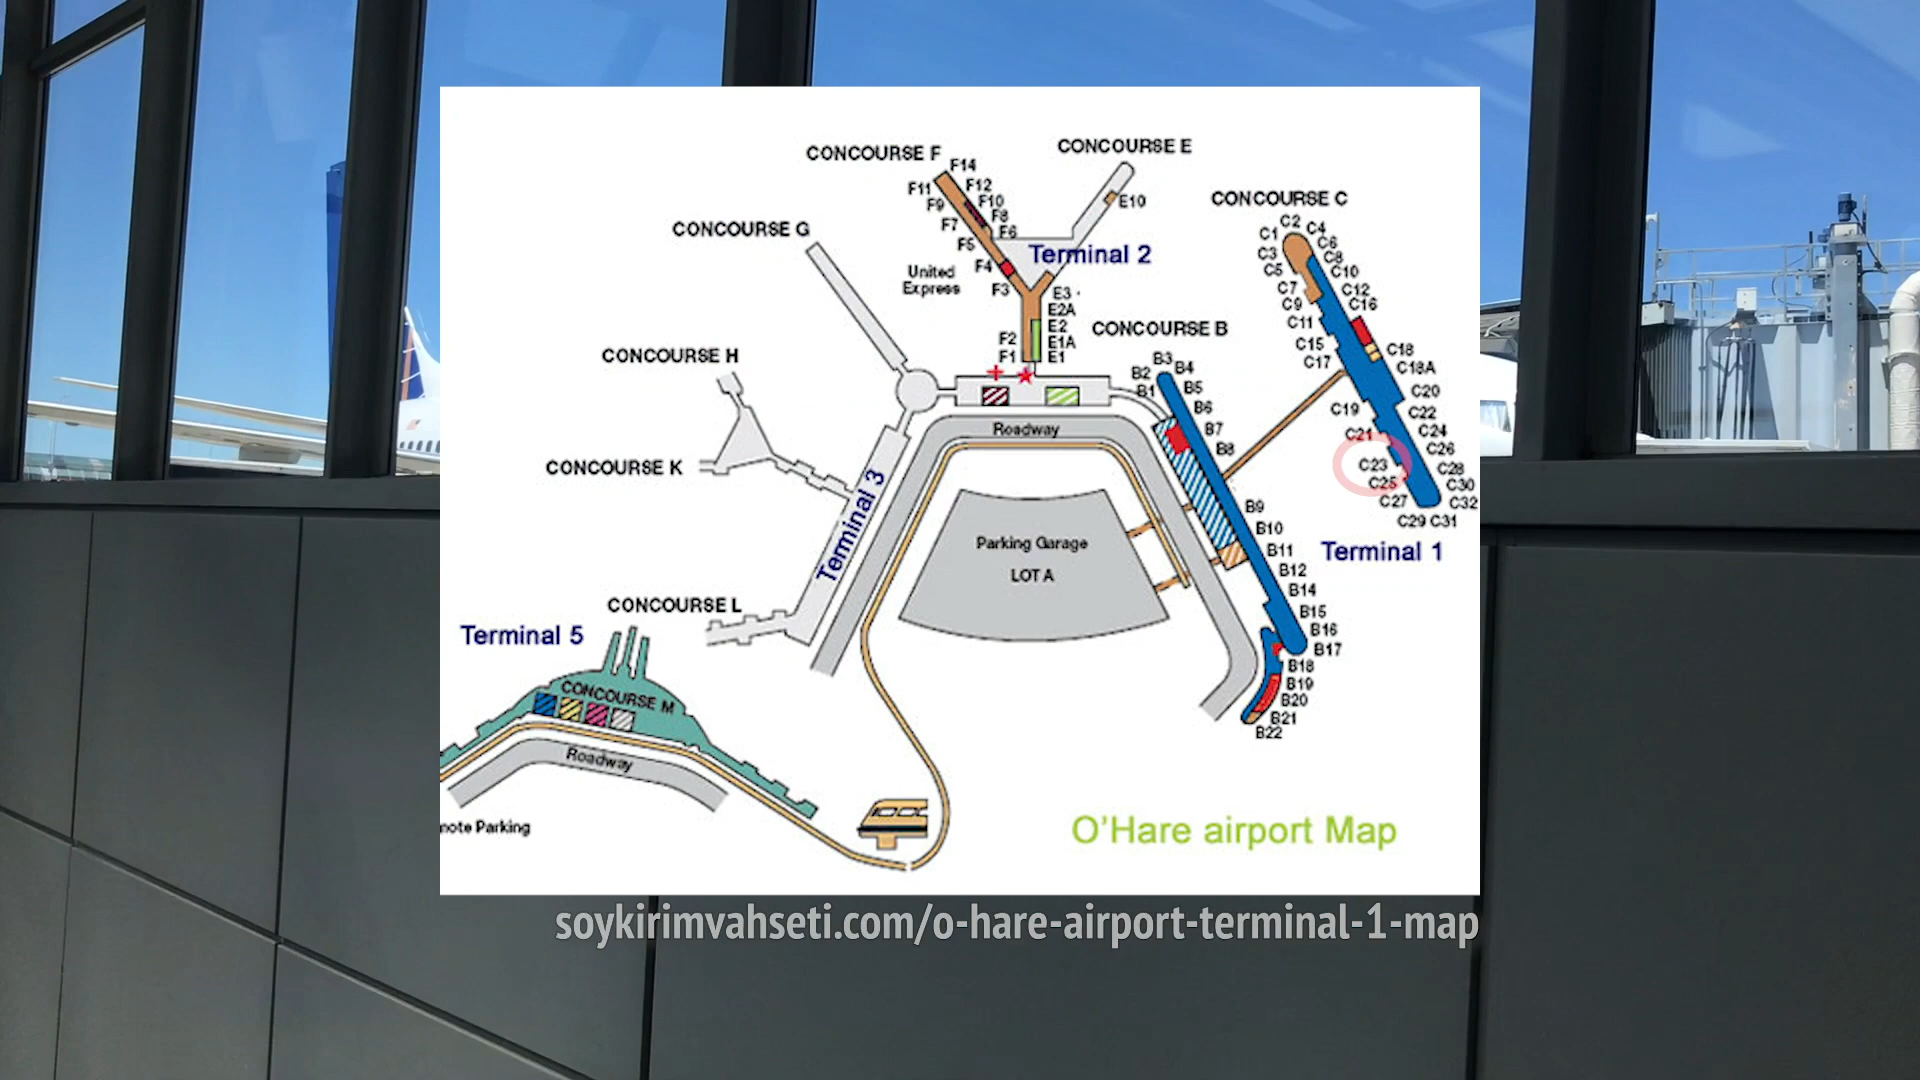 CONCOURSE F
CONCOURSE E
F14
F11
F12
F9
F10
F8
F7
F6
F5
F4
F3
E10
Terminal 2
United
Express
CONCOURSE G
CONCOURSE C
C2
C1
C4
C6
C3
C8
C5
C10
C7
C12
C9
C16
C11
C15
C17
C18
C18A
C20
C19
C22
C21
C24
C26
C23
C28
C25
C30
C27
C32
C29
C31
Terminal 1
E3
E2A
E2
F2
E1A
F1
E1
CONCOURSE B
B3
B2
B4
B1
B5
B6
B7
B8
B9
B10
B11
B12
B14
B15
B16
B17
B18
B19
B20
B21
B22
CONCOURSE H
CONCOURSE K
Terminal 3
CONCOURSE L
Roadway
Parking Garage
LOT A
Terminal 5
CONCOURSE M
Roadway
mote Parking
O'Hare airport Map
soykirimvahseti.com/o-hare-airport-terminal-1-map